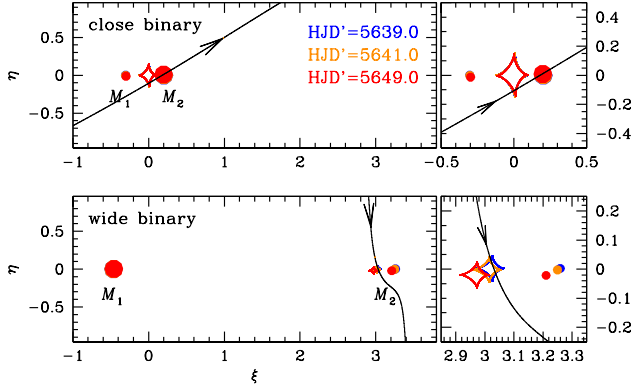 close binary
HJD'=5639.0
HJD'=5641.0
HJD'=5649.0
η
0.5
0
-0.5
M₁
M₂
-1
0
1
2
3
0.4
0.2
0
-0.2
-0.4
-0.5
0
0.5
wide binary
η
0.5
0
-0.5
M₁
M₂
-1
0
1
2
3
ξ
0.2
0.1
0
-0.1
-0.2
2.9
3
3.1
3.2
3.3